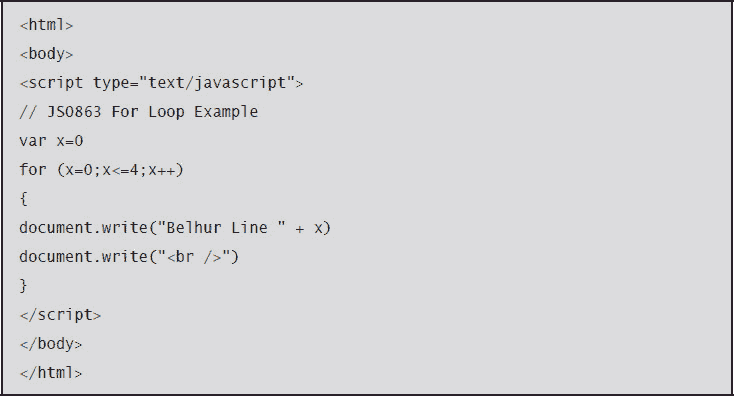 <html>
<body>
<script type="text/javascript">
// JS0863 For Loop Example
var x=0
for (x=0;x<=4;x++)
{
document.write("Belhur Line " + x)
document.write("<br />")
}
</script>
</body>
</html>